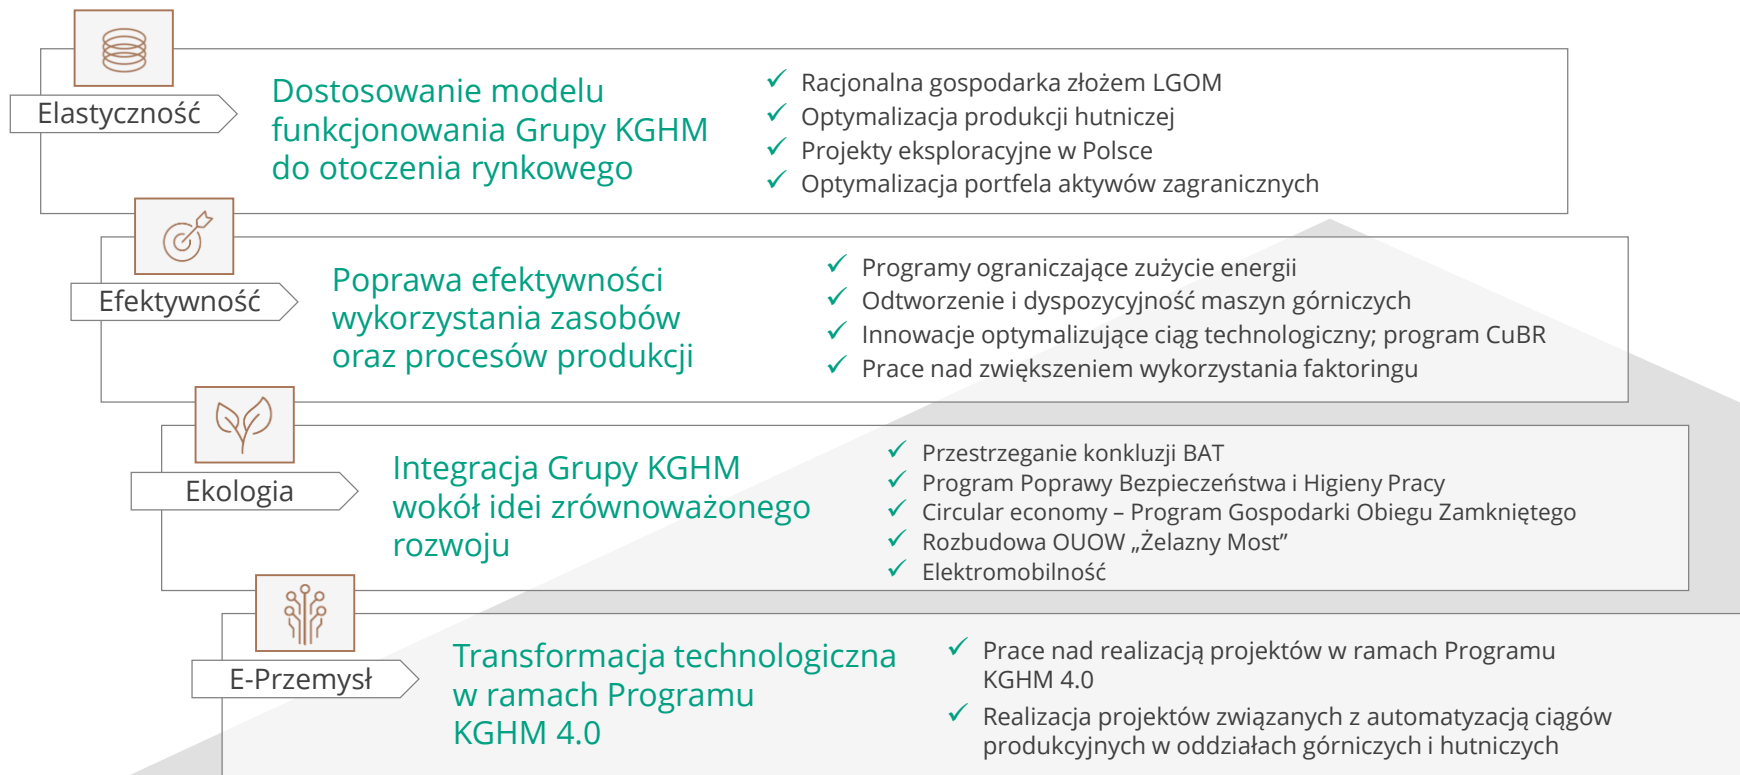 Elastyczność
Dostosowanie modelu
funkcjonowania Grupy KGHM
do otoczenia rynkowego
Racjonalna gospodarka złożem LGOM
Optymalizacja produkcji hutniczej
Projekty eksploracyjne w Polsce
Optymalizacja portfela aktywów zagranicznych
Efektywność
Poprawa efektywności
wykorzystania zasobów
oraz procesów produkcji
Programy ograniczające zużycie energii
Odtworzenie i dyspozycyjność maszyn górniczych
Innowacje optymalizujące ciąg technologiczny; program CuBR
Prace nad zwiększeniem wykorzystania faktoringu
Ekologia
Integracja Grupy KGHM
wokół idei zrównoważonego
rozwoju
Przestrzeganie konkluzji BAT
Program Poprawy Bezpieczeństwa i Higieny Pracy
Circular economy – Program Gospodarki Obiegu Zamkniętego
Rozbudowa OUOW „Żelazny Most”
Elektromobilność
E-Przemysł
Transformacja technologiczna
w ramach Programu
KGHM 4.0
Prace nad realizacją projektów w ramach Programu
KGHM 4.0
Realizacja projektów związanych z automatyzacją ciągów
produkcyjnych w oddziałach górniczych i hutniczych